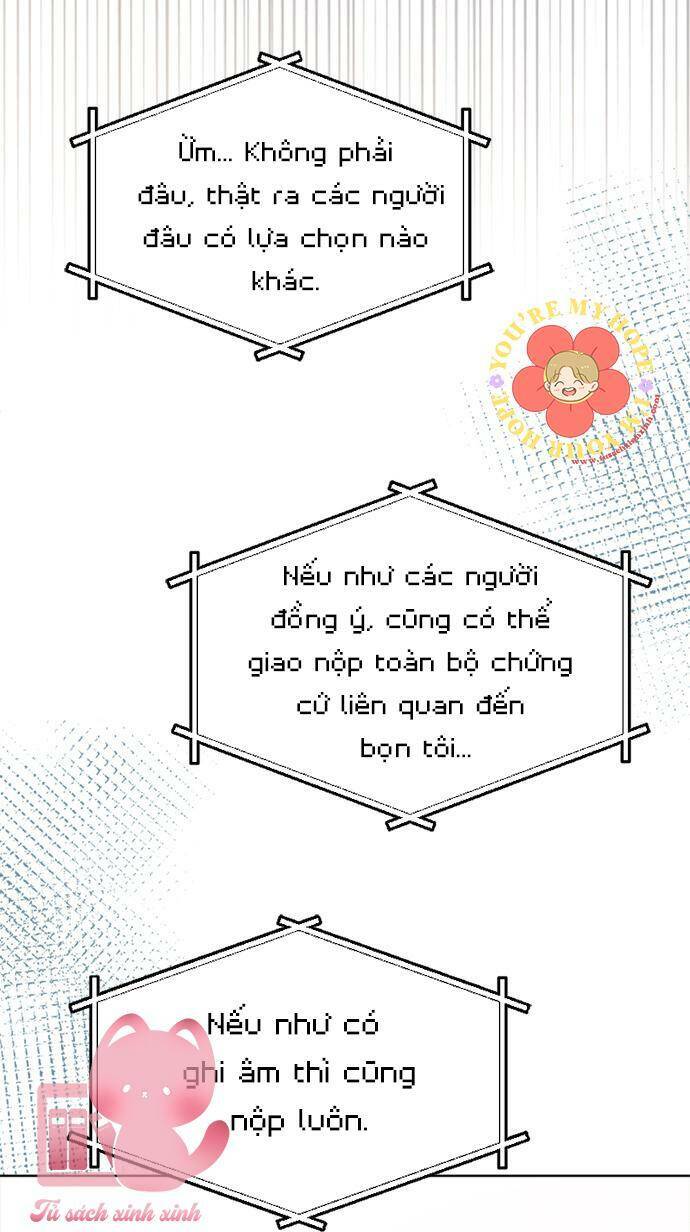 Ừm... Không phải
đâu, thật ra các người
đâu có lựa chọn nào
khác.
YOU'RE MY HOPE
I'M YOUR HOPE
Nếu như các người
đồng ý, cũng có thể
giao nộp toàn bộ chứng
cứ liên quan đến
bọn tôi...
Nếu như có
ghi âm thì cũng
nộp luôn.
Tủ sách xinh xinh